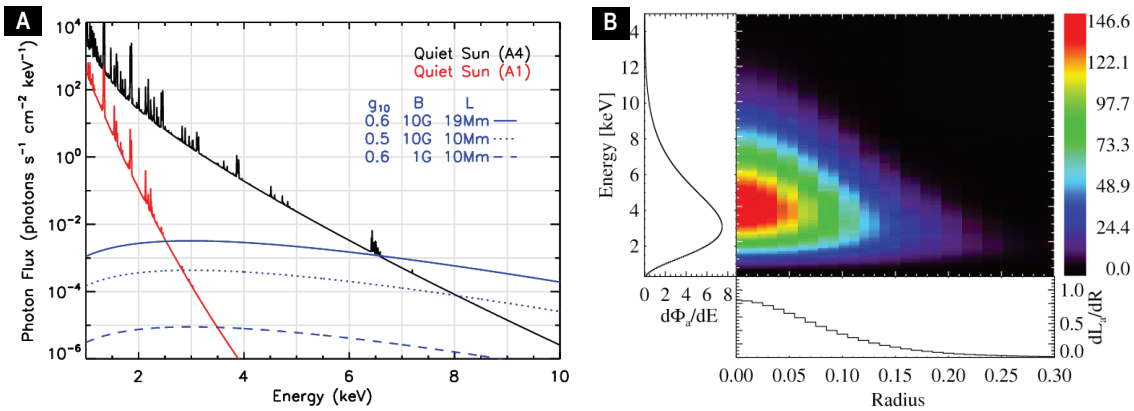 A
Photon Flux (photons s⁻¹ cm⁻² keV⁻¹)
10⁴
10²
10⁰
10⁻²
10⁻⁴
10⁻⁶
Quiet Sun (A4)
Quiet Sun (A1)
g₁₀ B L
0.6 10G 19Mm
0.5 10G 10Mm
0.6 1G 10Mm
2 4 6 8 10
Energy (keV)
B
Energy [keV]
14
12
10
8
6
4
2
0 2 4 6 8
dΦₐ/dE
146.6
122.1
97.7
73.3
48.9
24.4
0.0
1.0
0.5
0.0
dLₐ/dR
0.00 0.05 0.10 0.15 0.20 0.25 0.30
Radius